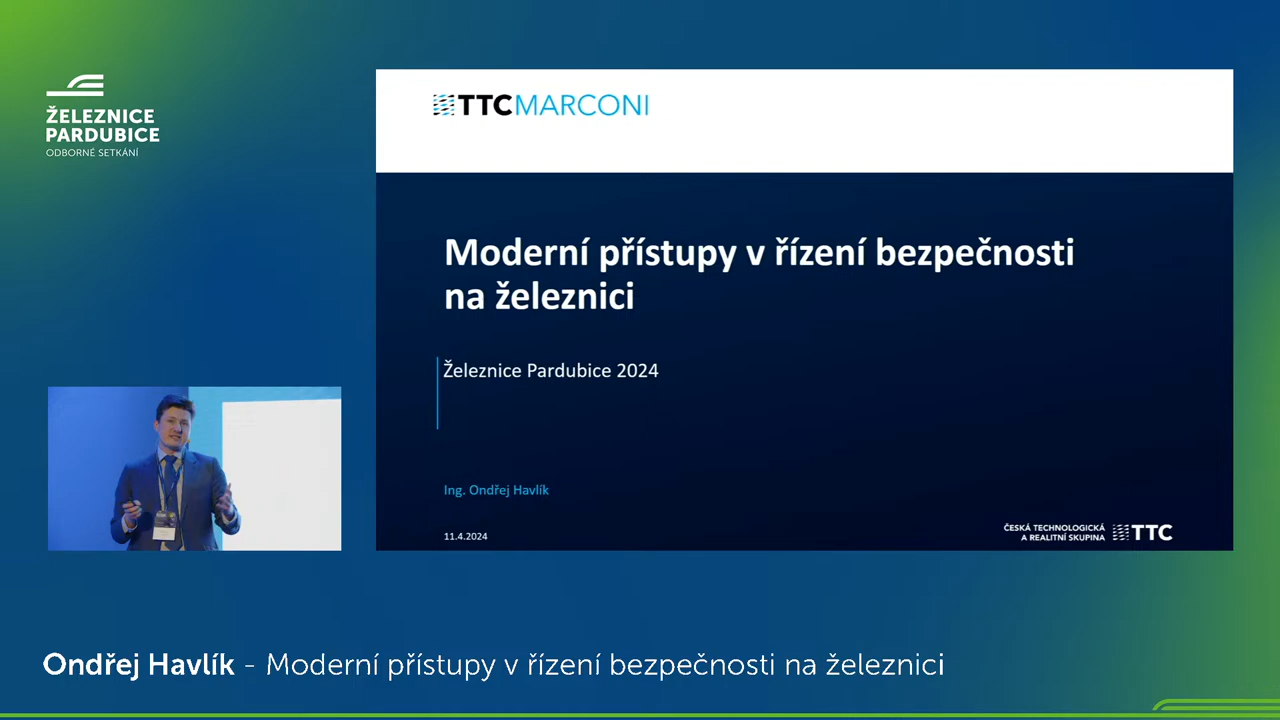 ŽELEZNICE
PARDUBICE
ODBORNÉ SETKÁNÍ
TTCMARCONI
Moderní přístupy v řízení bezpečnosti
na železnici
Železnice Pardubice 2024
Ing. Ondřej Havlík
11.4.2024
ČESKÁ TECHNOLOGICKÁ
A REALITNÍ SKUPINA
TTC
Ondřej Havlík - Moderní přístupy v řízení bezpečnosti na železnici